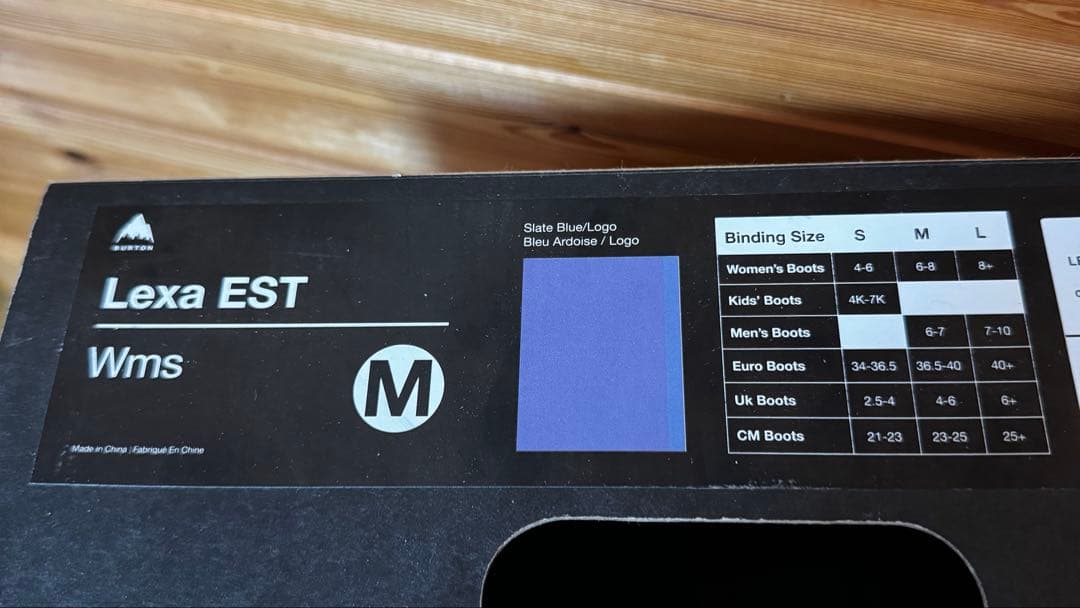 BURTON
Lexa EST
Wms
M
Made in China | Fabriqué En Chine
Slate Blue/Logo
Bleu Ardoise / Logo
Binding Size S M L
Women's Boots 4-6 6-8 8+
Kids' Boots 4K-7K
Men's Boots 6-7 7-10
Euro Boots 34-36.5 36.5-40 40+
Uk Boots 2.5-4 4-6 6+
CM Boots 21-23 23-25 25+